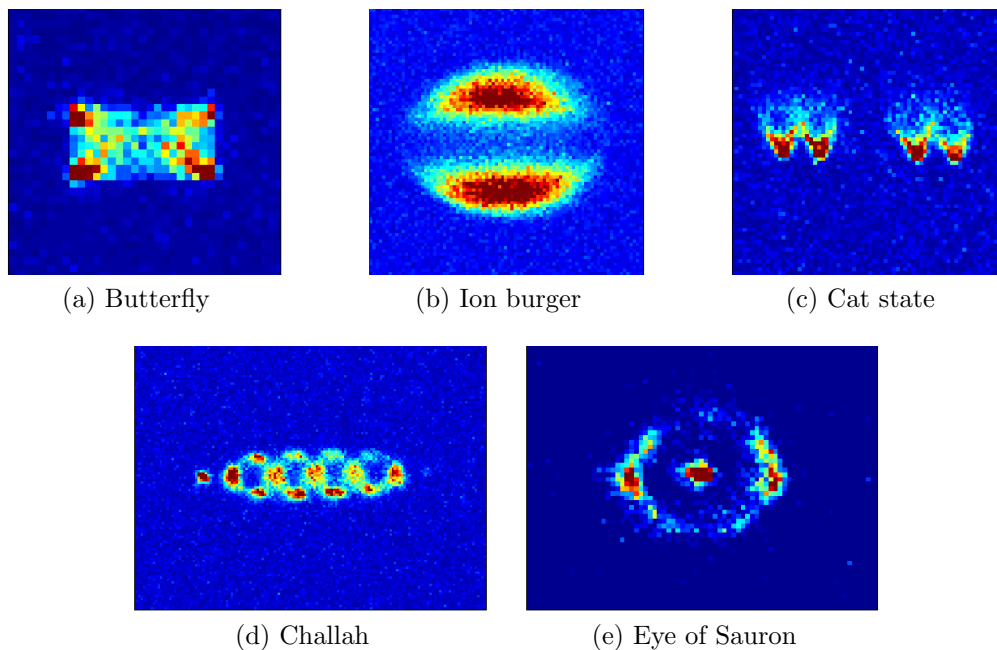 (a) Butterfly
(b) Ion burger
(c) Cat state
(d) Challah
(e) Eye of Sauron